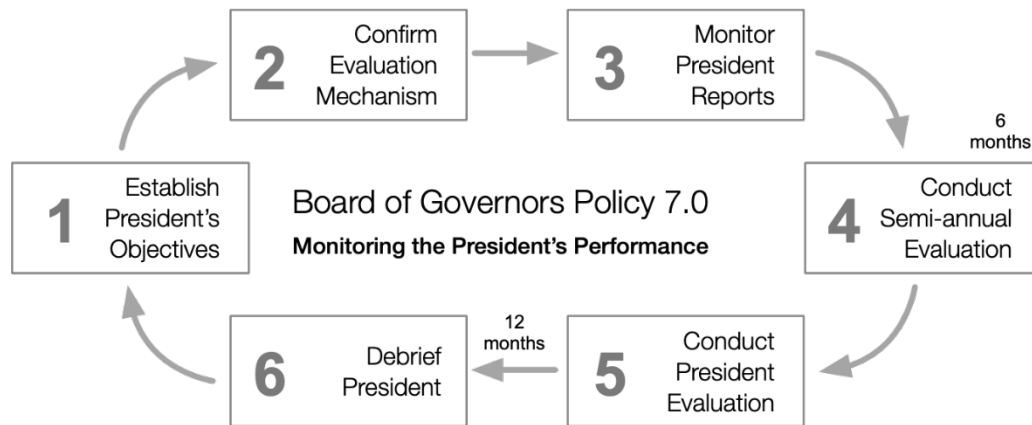 2
Confirm
Evaluation
Mechanism
3
Monitor
President
Reports
6
months
1
Establish
President's
Objectives
Board of Governors Policy 7.0
Monitoring the President's Performance
4
Conduct
Semi-annual
Evaluation
12
months
6
Debrief
President
5
Conduct
President
Evaluation